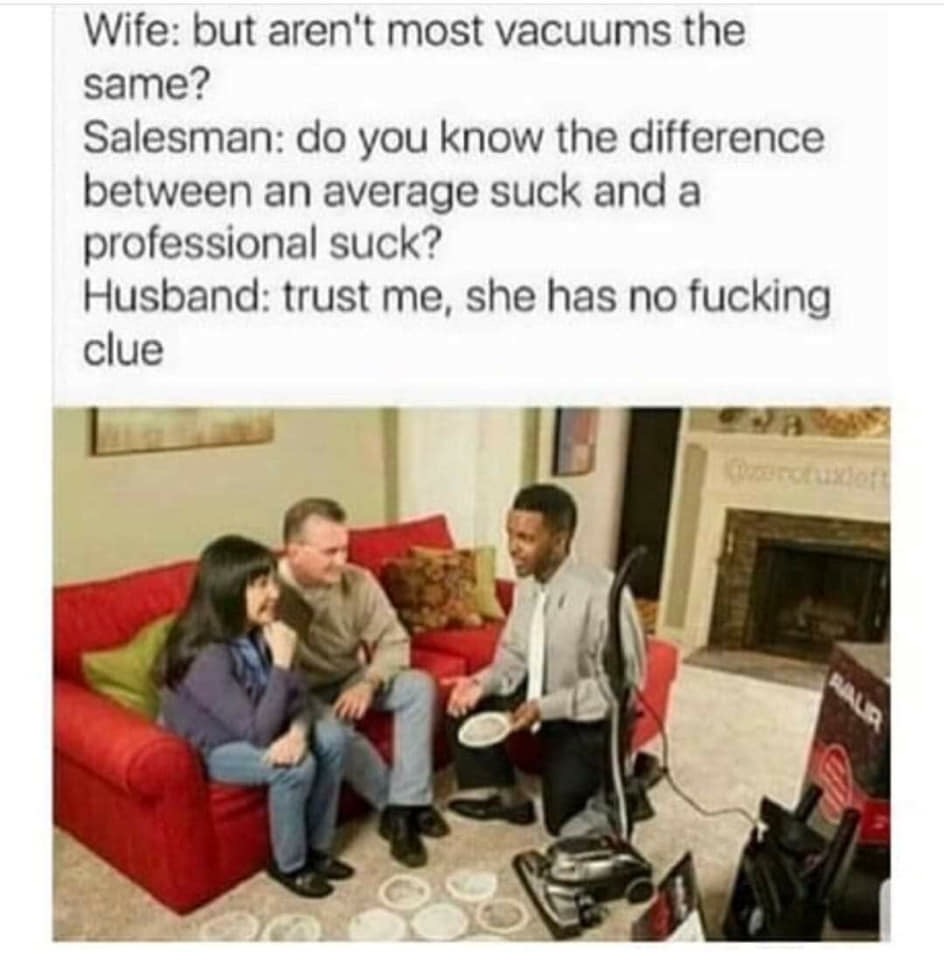 Wife: but aren't most vacuums the
same?
Salesman: do you know the difference
between an average suck and a
professional suck?
Husband: trust me, she has no fucking
clue